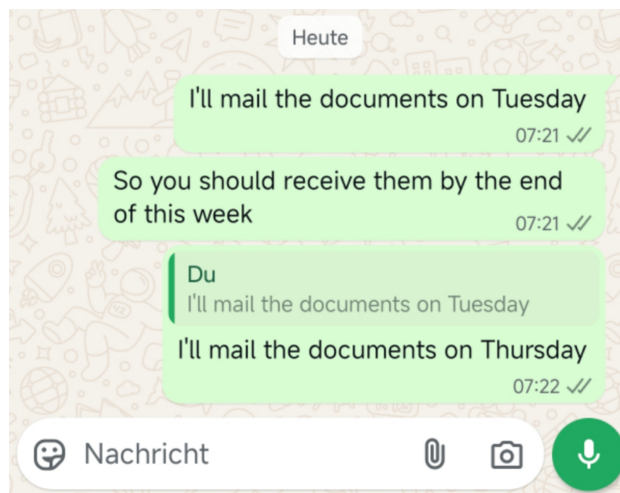 Heute
I'll mail the documents on Tuesday
07:21
So you should receive them by the end
of this week
07:21
Du
I'll mail the documents on Tuesday
I'll mail the documents on Thursday
07:22
Nachricht